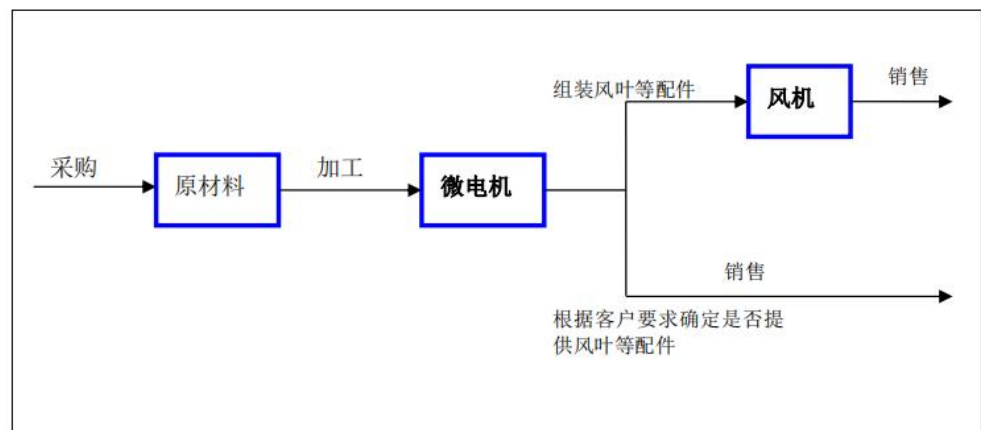 采购
原材料
加工
微电机
组装风叶等配件
风机
销售
销售
根据客户要求确定是否提
供风叶等配件